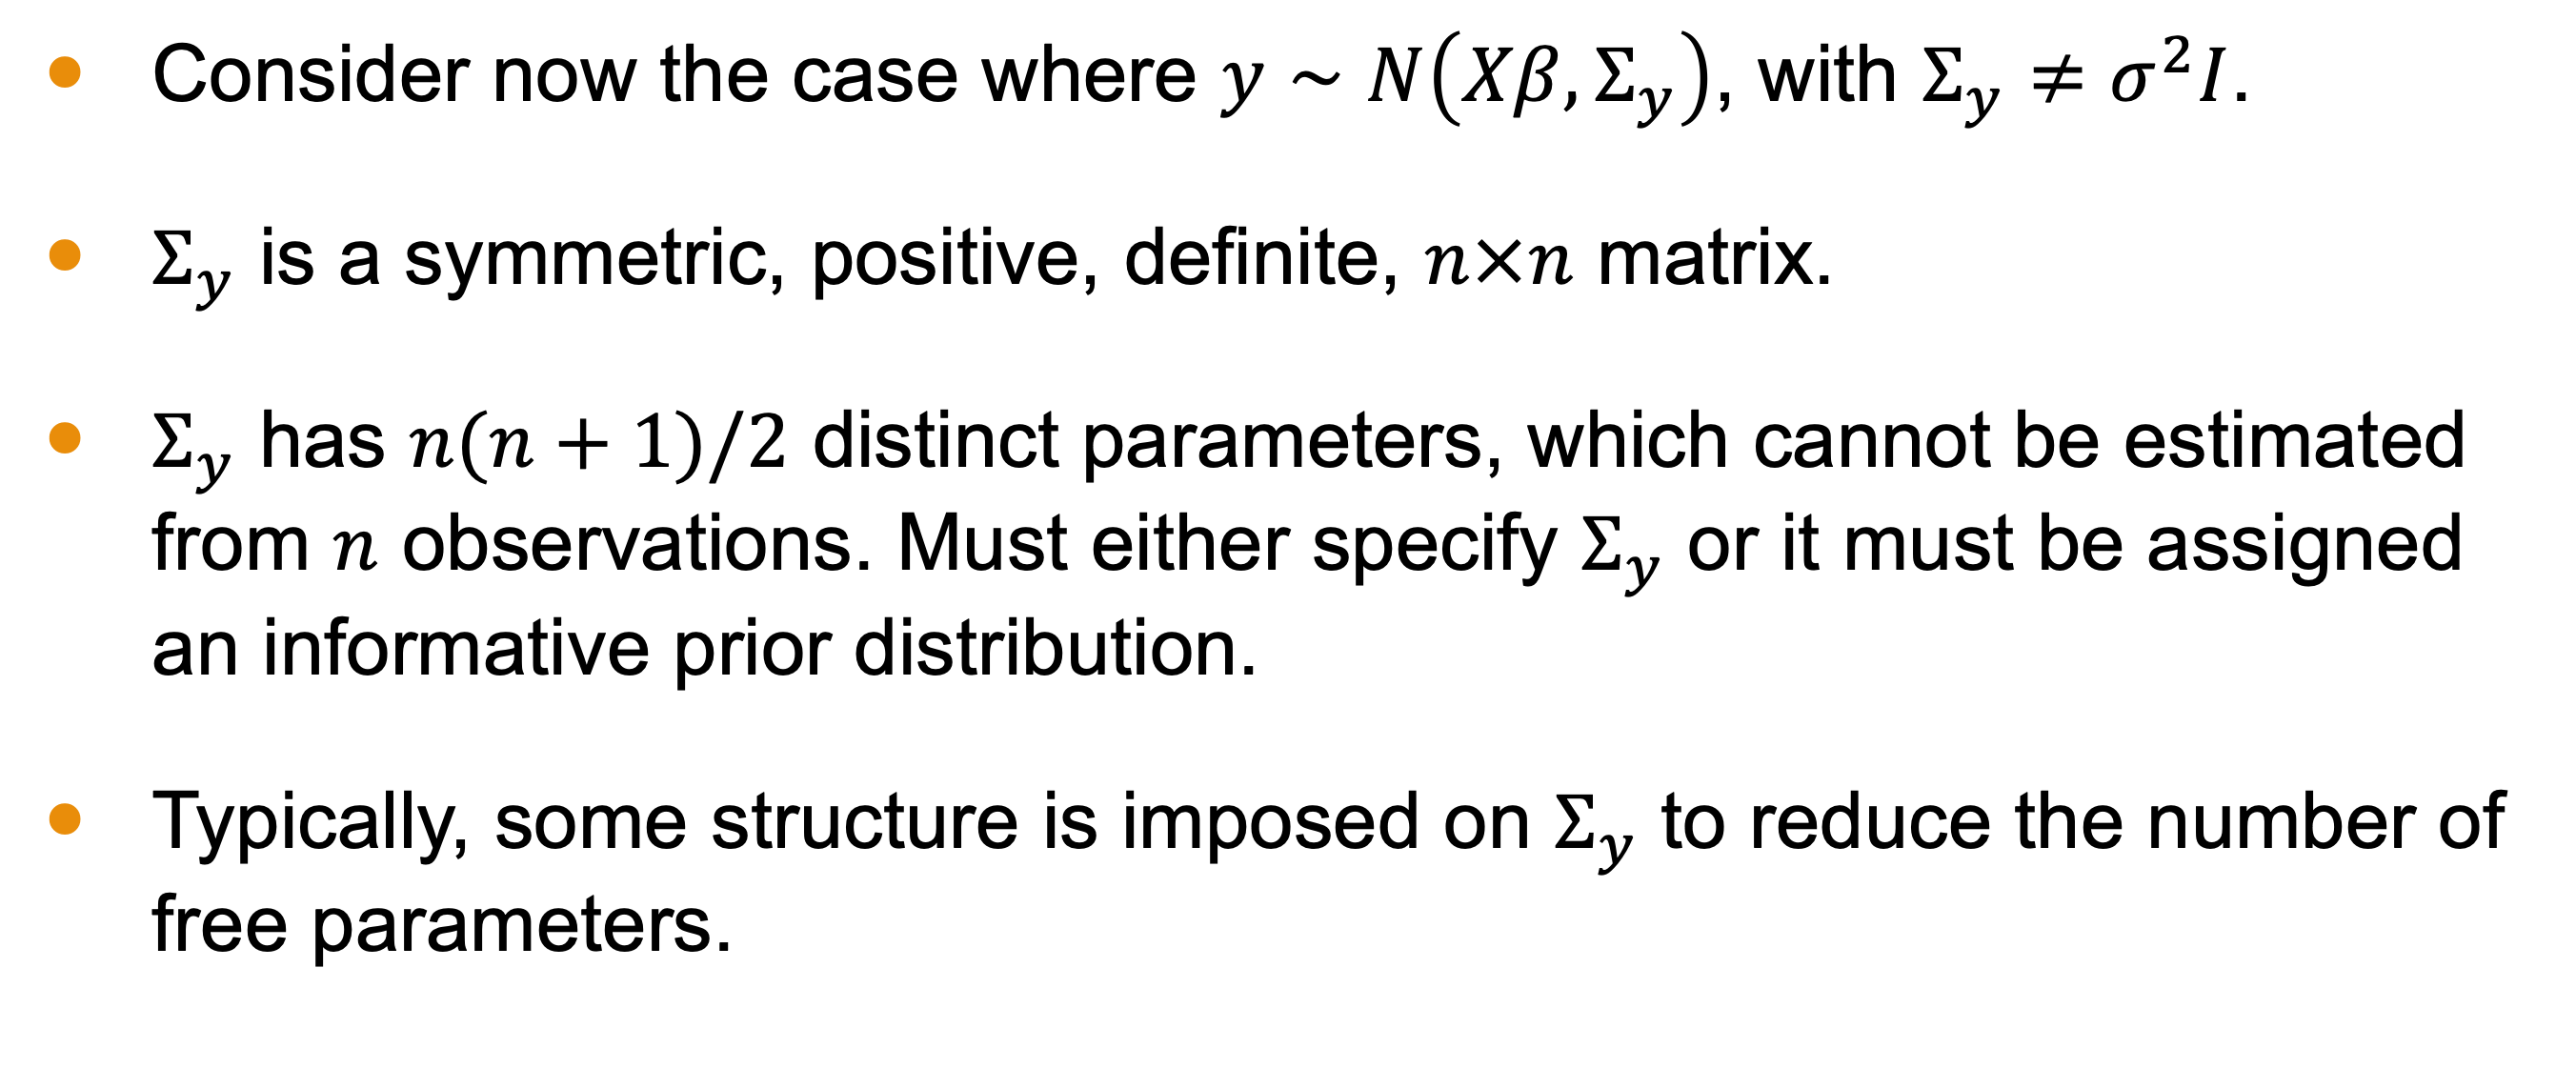 • Consider now the case where 𝑦 ~ 𝑁(𝑋𝛽, Σ_𝑦), with Σ_𝑦 ≠ 𝜎²𝐼.
• Σ_𝑦 is a symmetric, positive, definite, 𝑛×𝑛 matrix.
• Σ_𝑦 has 𝑛(𝑛 + 1)/2 distinct parameters, which cannot be estimated
from 𝑛 observations. Must either specify Σ_𝑦 or it must be assigned
an informative prior distribution.
• Typically, some structure is imposed on Σ_𝑦 to reduce the number of
free parameters.